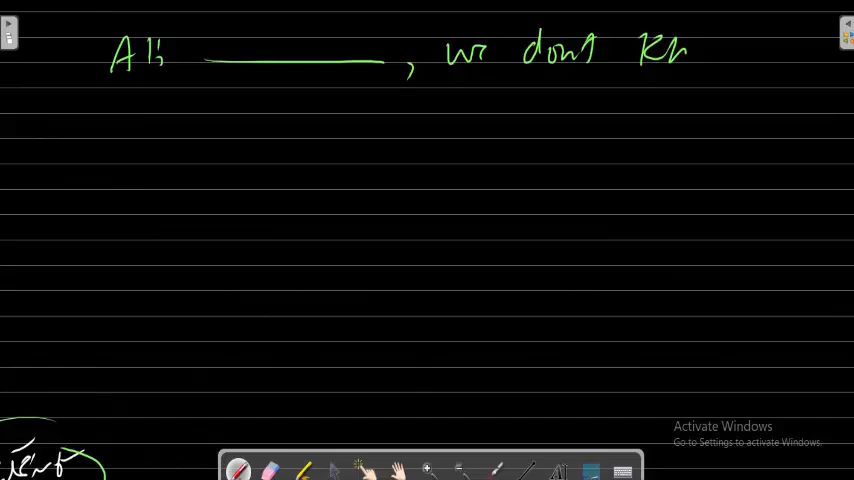 Ali ________, we dont Kn
Activate Windows
Go to Settings to activate Windows.